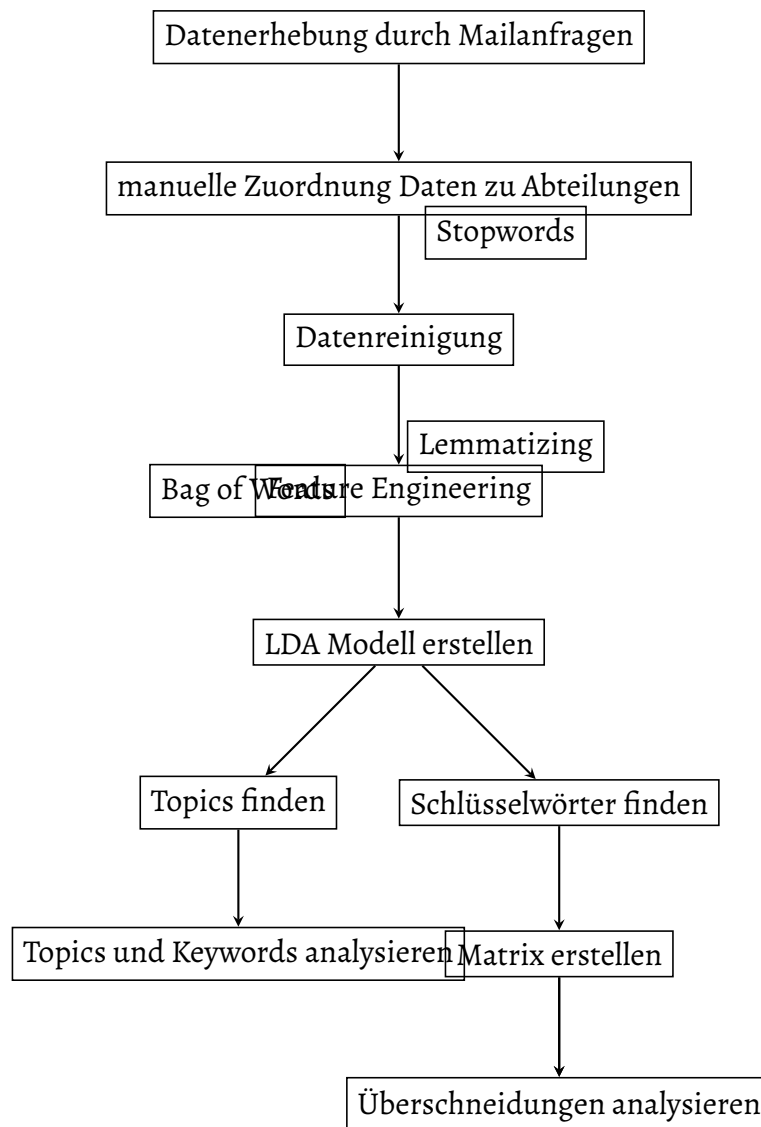 Datenerhebung durch Mailanfragen
manuelle Zuordnung Daten zu Abteilungen
Stopwords
Datenreinigung
Lemmatizing
Bag of Words
Feature Engineering
LDA Modell erstellen
Topics finden
Schlüsselwörter finden
Topics und Keywords analysieren
Matrix erstellen
Überschneidungen analysieren